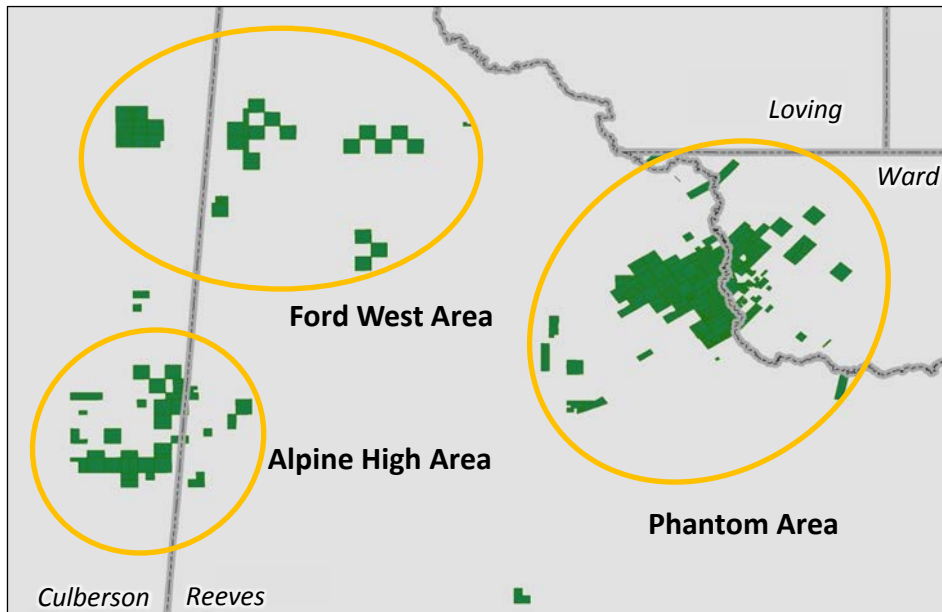 Loving
Ward
Ford West Area
Alpine High Area
Phantom Area
Culberson
Reeves